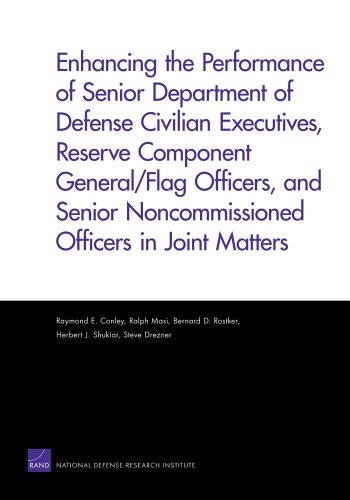 Enhancing the Performance
of Senior Department of
Defense Civilian Executives,
Reserve Component
General/Flag Officers, and
Senior Noncommissioned
Officers in Joint Matters
Raymond E. Conley, Ralph Masi, Bernard D. Rostker,
Herbert J. Shukiar, Steve Drezner
RAND
NATIONAL DEFENSE RESEARCH INSTITUTE